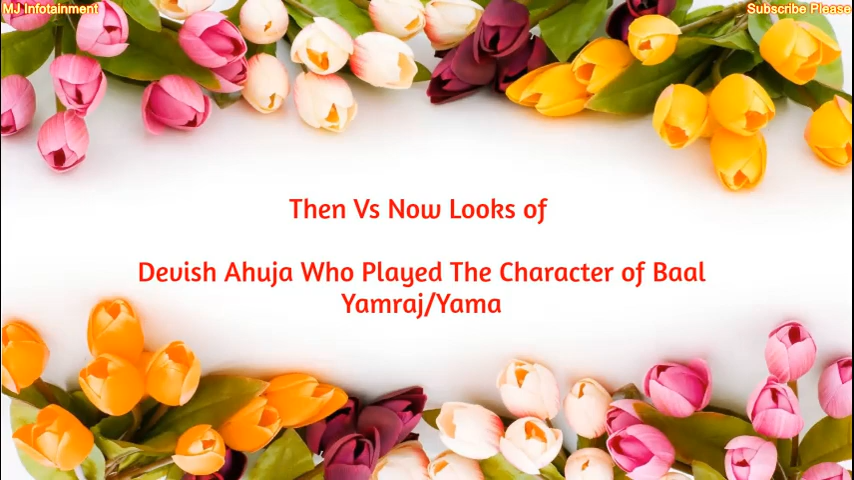 MJ Infotainment
Subscribe Please
Then Vs Now Looks of
Devish Ahuja Who Played The Character of Baal
Yamraj/Yama